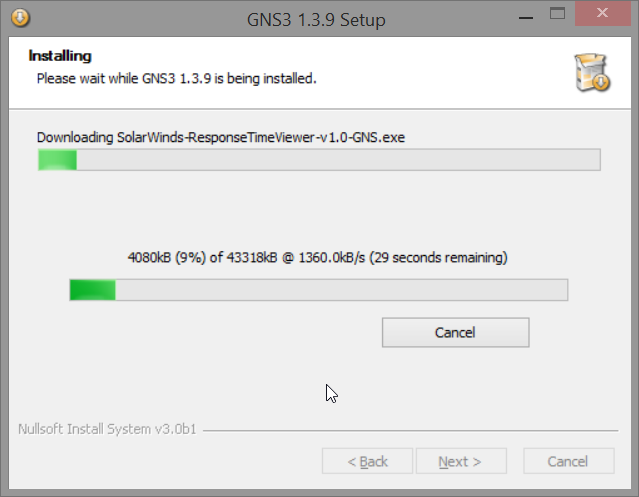 GNS3 1.3.9 Setup
Installing
Please wait while GNS3 1.3.9 is being installed.
Downloading SolarWinds-ResponseTimeViewer-v1.0-GNS.exe
4080kB (9%) of 43318kB @ 1360.0kB/s (29 seconds remaining)
Cancel
Nullsoft Install System v3.0b1
< Back Next > Cancel